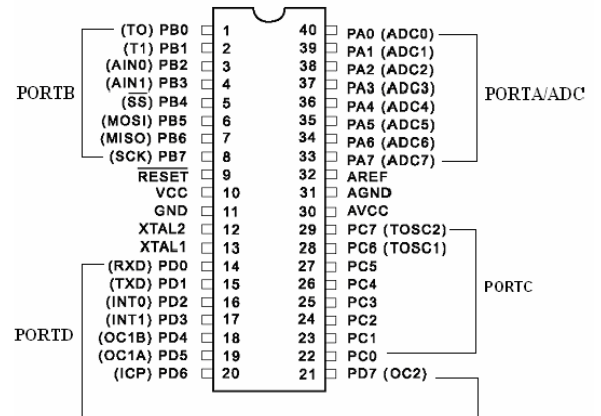 (TO) PB0 1 40 PA0 (ADC0)
(T1) PB1 2 39 PA1 (ADC1)
(AIN0) PB2 3 38 PA2 (ADC2)
(AIN1) PB3 4 37 PA3 (ADC3)
PORTB PORTA/ADC
(SS) PB4 5 36 PA4 (ADC4)
(MOSI) PB5 6 35 PA5 (ADC5)
(MISO) PB6 7 34 PA6 (ADC6)
(SCK) PB7 8 33 PA7 (ADC7)
RESET 9 32 AREF
VCC 10 31 AGND
GND 11 30 AVCC
XTAL2 12 29 PC7 (TOSC2)
XTAL1 13 28 PC6 (TOSC1)
(RXD) PD0 14 27 PC5
(TXD) PD1 15 26 PC4 PORTC
(INT0) PD2 16 25 PC3
(INT1) PD3 17 24 PC2
PORTD
(OC1B) PD4 18 23 PC1
(OC1A) PD5 19 22 PC0
(ICP) PD6 20 21 PD7 (OC2)